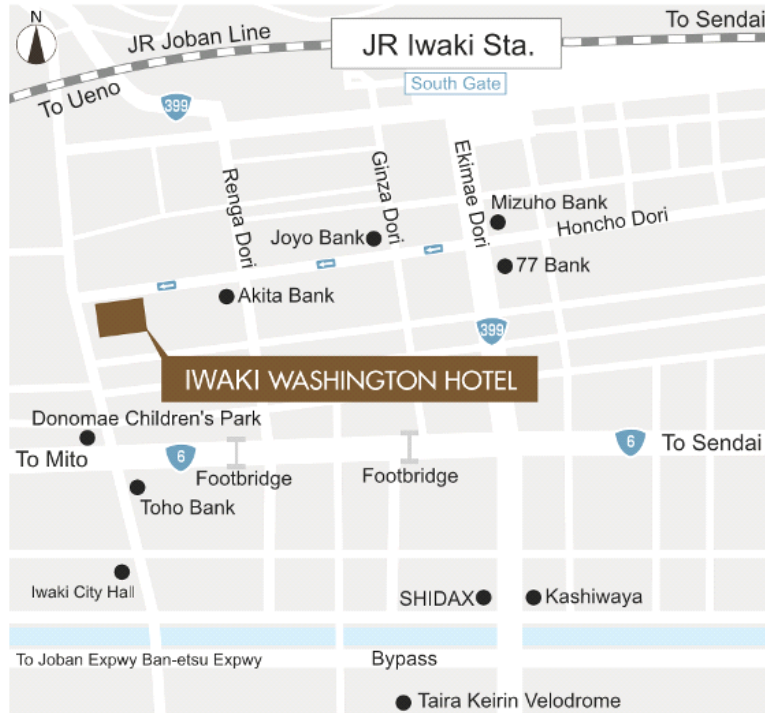 N
To Sendai
JR Joban Line
JR Iwaki Sta.
To Ueno
South Gate
399
Renga Dori
Ginza Dori
Ekimae Dori
Mizuho Bank
Honcho Dori
Joyo Bank
77 Bank
Akita Bank
399
IWAKI WASHINGTON HOTEL
Donomae Children's Park
To Mito
6
6
To Sendai
Footbridge
Footbridge
Toho Bank
Iwaki City Hall
SHIDAX
Kashiwaya
To Joban Expwy Ban-etsu Expwy
Bypass
Taira Keirin Velodrome